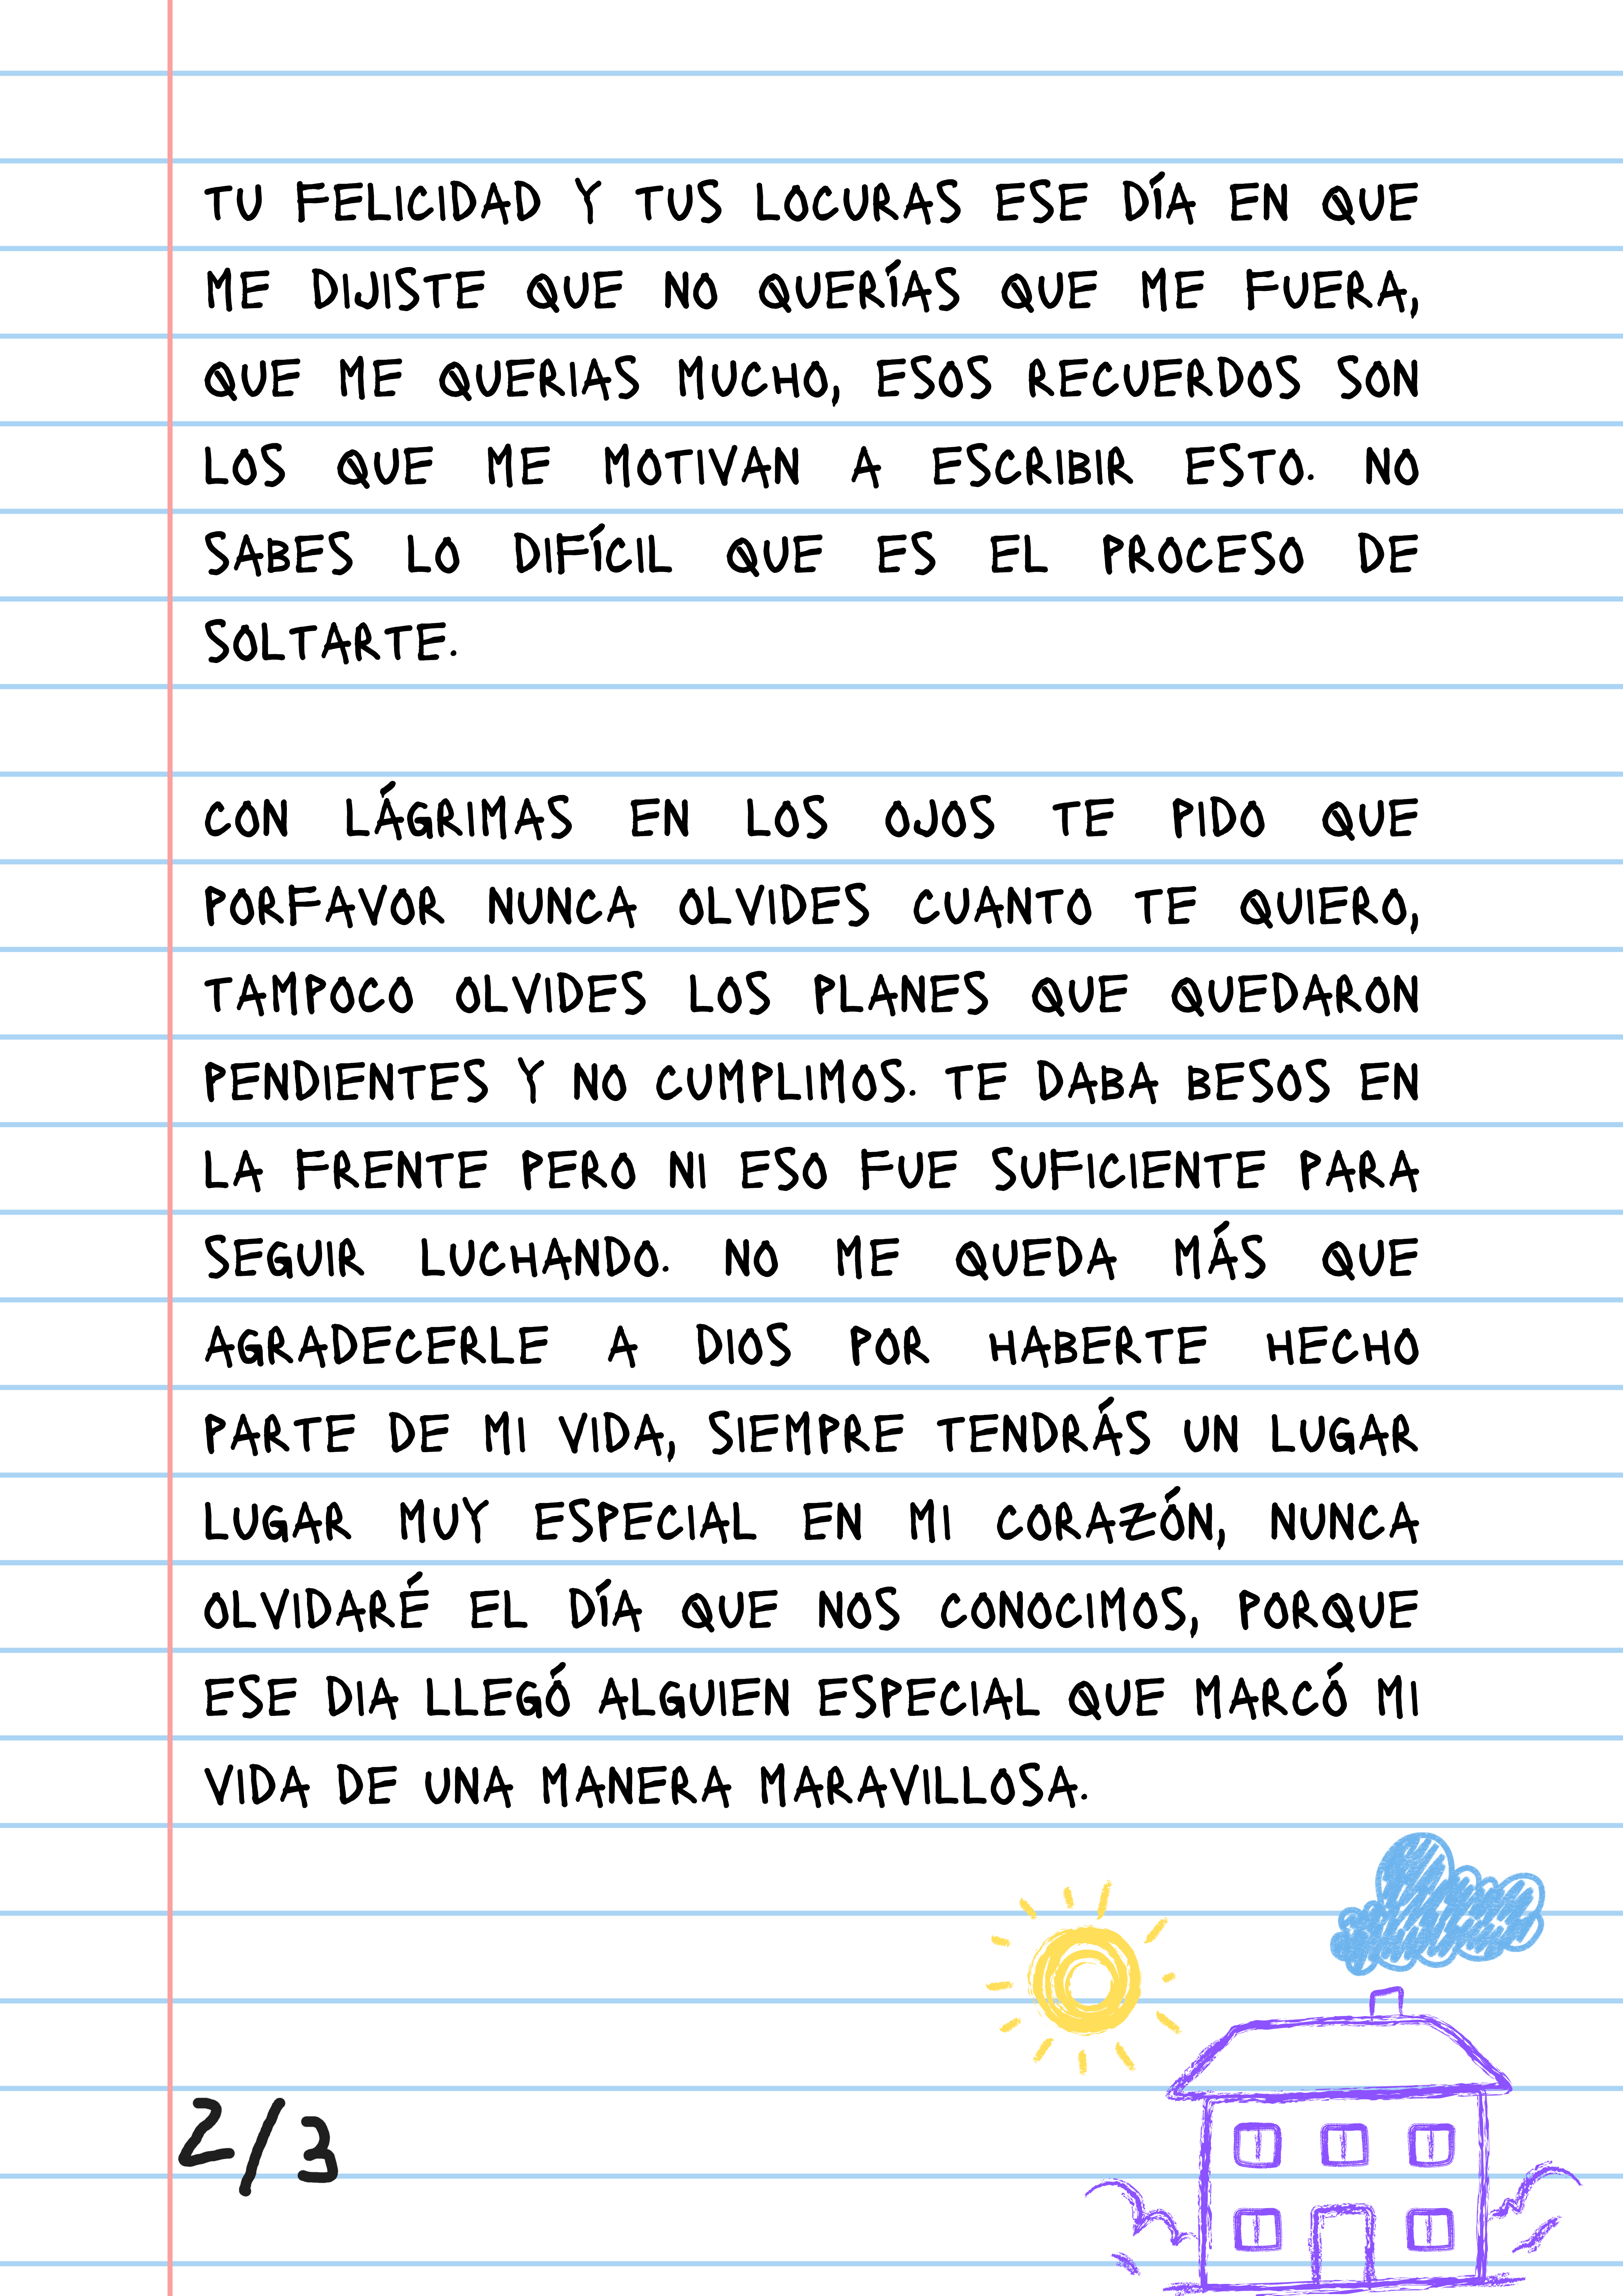 TU FELICIDAD Y TUS LOCURAS ESE DÍA EN QUE
ME DIJISTE QUE NO QUERÍAS QUE ME FUERA,
QUE ME QUERIAS MUCHO, ESOS RECUERDOS SON
LOS QUE ME MOTIVAN A ESCRIBIR ESTO. NO
SABES LO DIFÍCIL QUE ES EL PROCESO DE
SOLTARTE.
CON LÁGRIMAS EN LOS OJOS TE PIDO QUE
PORFAVOR NUNCA OLVIDES CUANTO TE QUIERO,
TAMPOCO OLVIDES LOS PLANES QUE QUEDARON
PENDIENTES Y NO CUMPLIMOS. TE DABA BESOS EN
LA FRENTE PERO NI ESO FUE SUFICIENTE PARA
SEGUIR LUCHANDO. NO ME QUEDA MÁS QUE
AGRADECERLE A DIOS POR HABERTE HECHO
PARTE DE MI VIDA, SIEMPRE TENDRÁS UN LUGAR
LUGAR MUY ESPECIAL EN MI CORAZÓN, NUNCA
OLVIDARÉ EL DÍA QUE NOS CONOCIMOS, PORQUE
ESE DIA LLEGÓ ALGUIEN ESPECIAL QUE MARCÓ MI
VIDA DE UNA MANERA MARAVILLOSA.
2/3